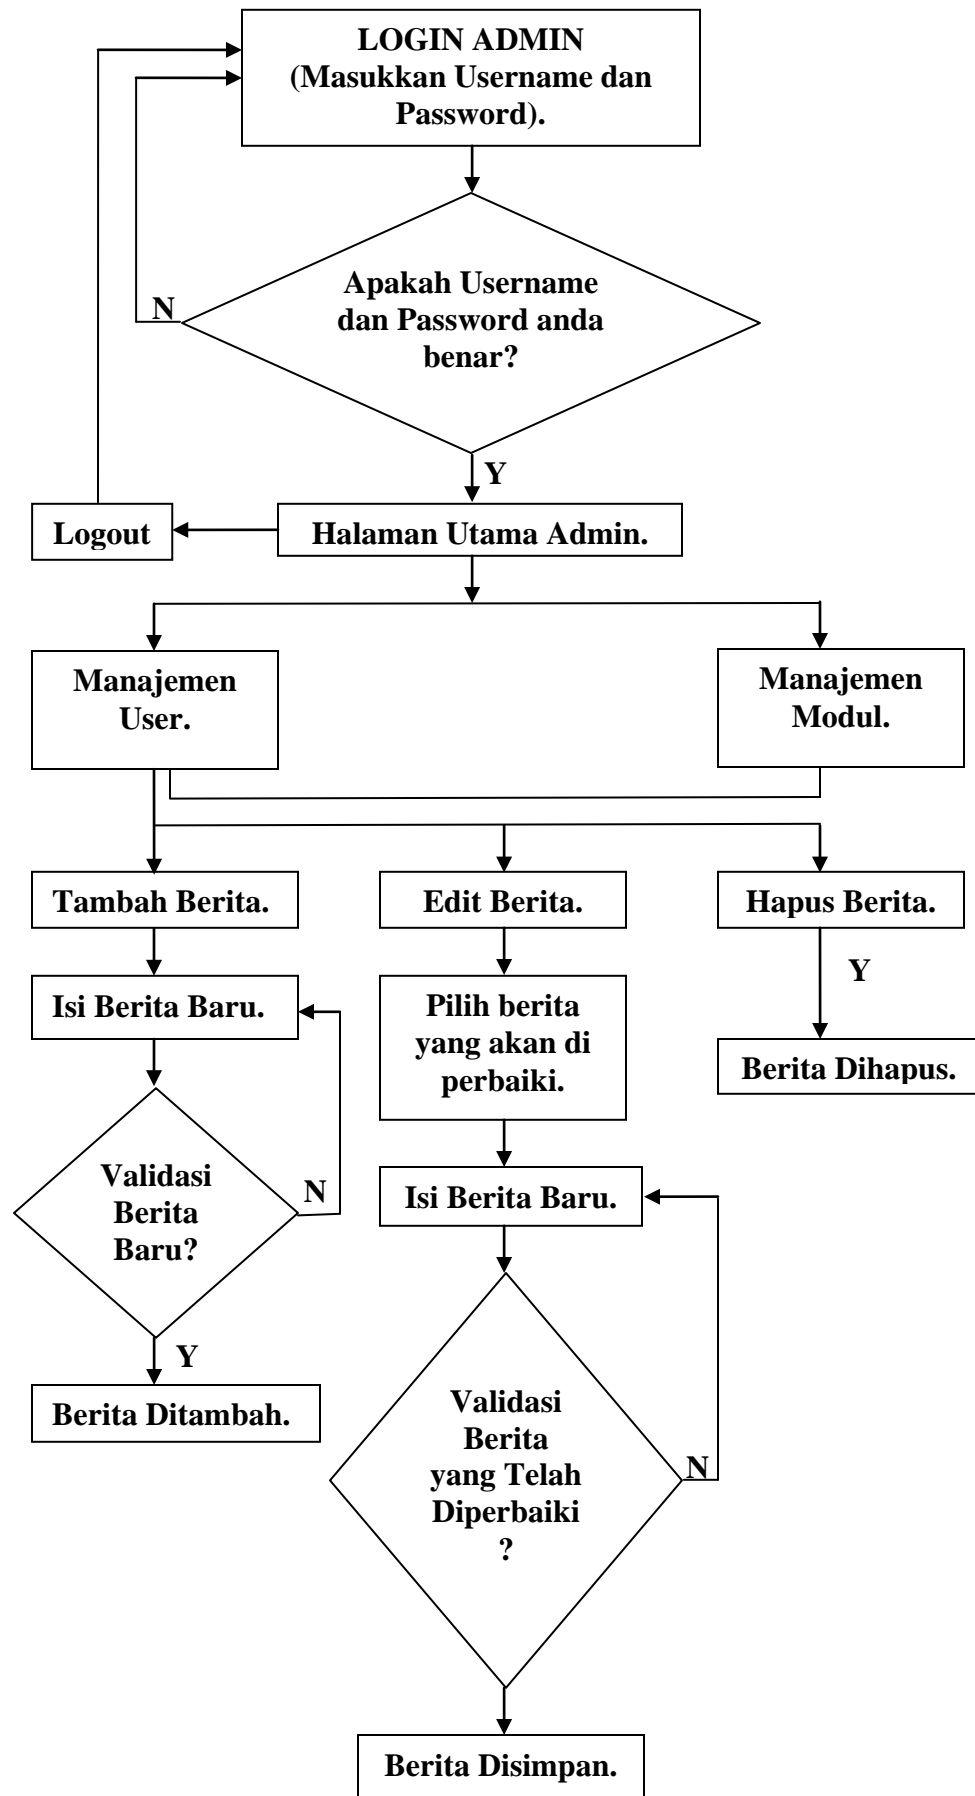 LOGIN ADMIN
(Masukkan Username dan
Password).
Apakah Username
dan Password anda
benar?
N
Y
Logout
Halaman Utama Admin.
Manajemen
User.
Manajemen
Modul.
Tambah Berita.
Edit Berita.
Hapus Berita.
Y
Isi Berita Baru.
Pilih berita
yang akan di
perbaiki.
Berita Dihapus.
Validasi
Berita
Baru?
N
Isi Berita Baru.
Y
Berita Ditambah.
Validasi
Berita
yang Telah
Diperbaiki
?
N
Berita Disimpan.